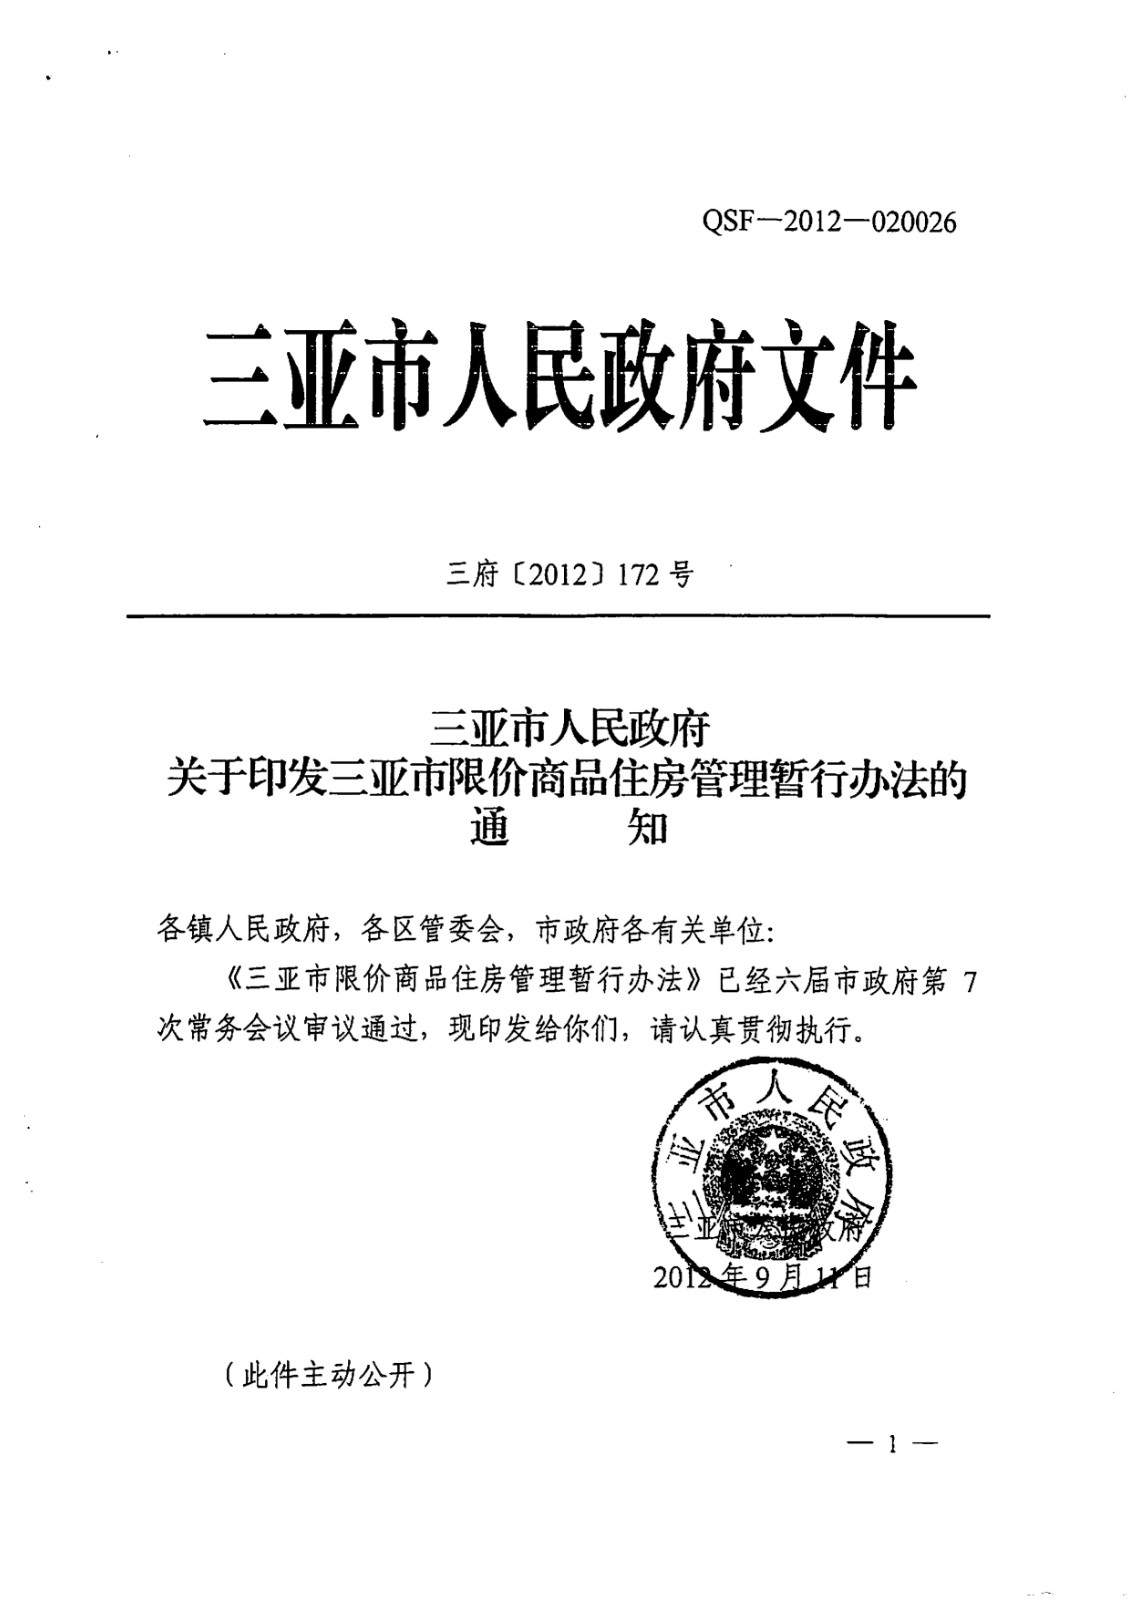 QSF—2012—020026
三亚市人民政府文件
三府〔2012〕172号
三亚市人民政府
关于印发三亚市限价商品住房管理暂行办法的
通 知
各镇人民政府，各区管委会，市政府各有关单位：
《三亚市限价商品住房管理暂行办法》已经六届市政府第 7
次常务会议审议通过，现印发给你们，请认真贯彻执行。
三亚市人民政府
三亚市人民政府
2012年9月11日
（此件主动公开）
— 1 —